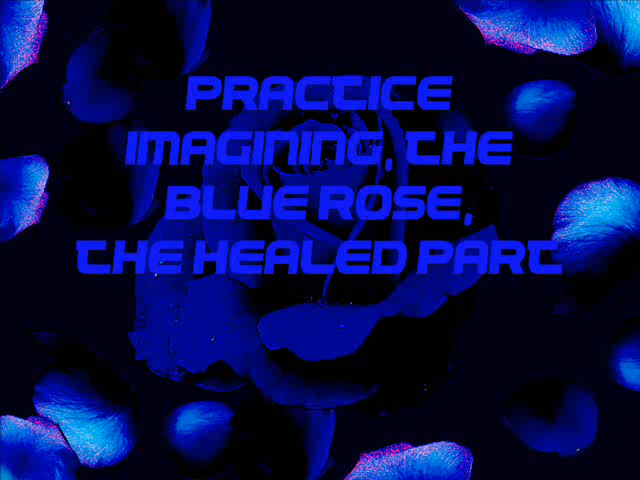 PRACTICE
IMAGINING, THE
BLUE ROSE,
THE HEALED PART